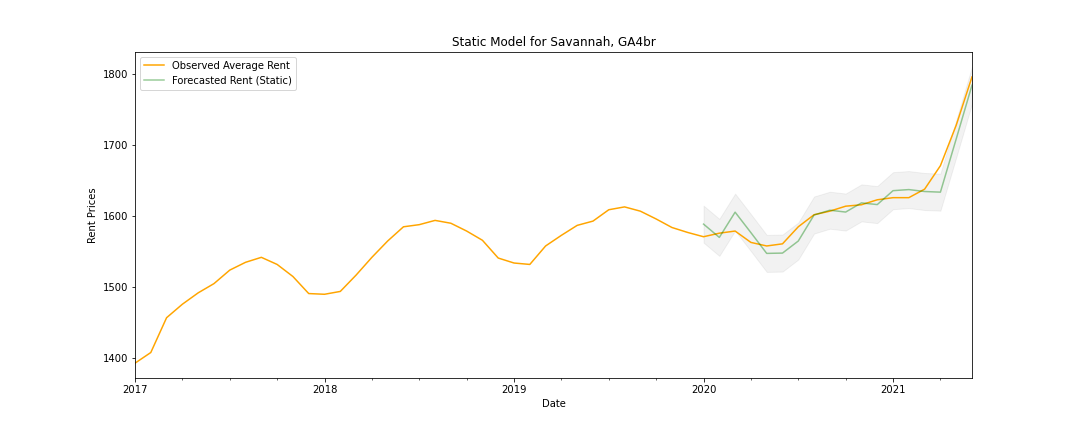 Static Model for Savannah, GA4br
Observed Average Rent
Forecasted Rent (Static)
Rent Prices
1800
1700
1600
1500
1400
2017
2018
2019
2020
2021
Date